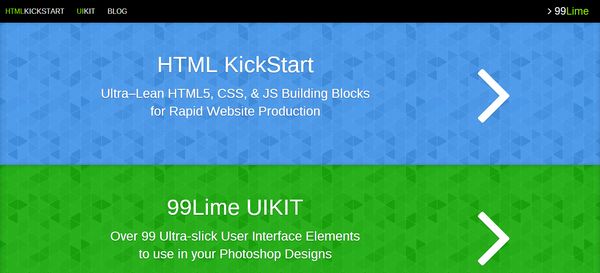 HTMLKICKSTART UIKIT BLOG > 99Lime
HTML KickStart
Ultra–Lean HTML5, CSS, & JS Building Blocks
for Rapid Website Production
99Lime UIKIT
Over 99 Ultra-slick User Interface Elements
to use in your Photoshop Designs